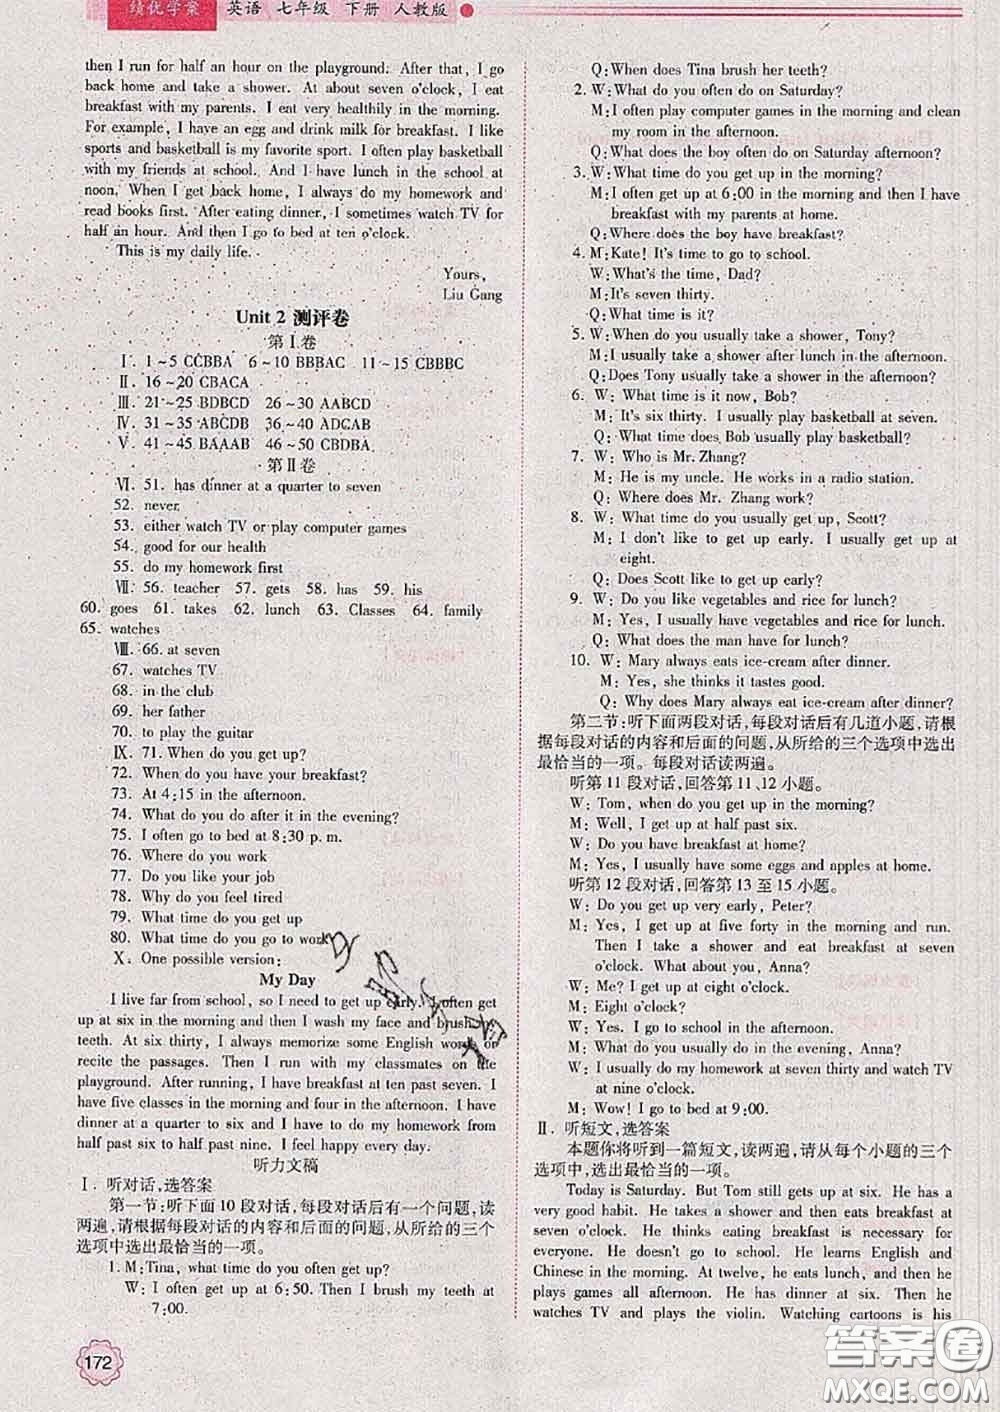 绩优学案 英语 七年级 下册 人教版
then I run for half an hour on the playground. After that, I go
back home and take a shower. At about seven o'clock, I eat
breakfast with my parents. I eat very healthily in the morning.
For example, I have an egg and drink milk for breakfast. I like
sports and basketball is my favorite sport. I often play basketball
with my friends at school. And I have lunch in the school at
noon. When I get back home, I always do my homework and
read books first. After eating dinner, I sometimes watch TV for
half an hour. And then I go to bed at ten o'clock.
This is my daily life.
Yours,
Liu Gang
Unit 2 测评卷
第Ⅰ卷
Ⅰ. 1~5 CCBBA 6~10 BBBAC 11~15 CBBBC
Ⅱ. 16~20 CBACA
Ⅲ. 21~25 BDBCD 26~30 AABCD
Ⅳ. 31~35 ABCDB 36~40 ADCAB
Ⅴ. 41~45 BAAAB 46~50 CBDBA
第Ⅱ卷
Ⅵ. 51. has dinner at a quarter to seven
52. never
53. either watch TV or play computer games
54. good for our health
55. do my homework first
Ⅶ. 56. teacher 57. gets 58. has 59. his
60. goes 61. takes 62. lunch 63. Classes 64. family
65. watches
Ⅷ. 66. at seven
67. watches TV
68. in the club
69. her father
70. to play the guitar
Ⅸ. 71. When do you get up?
72. When do you have your breakfast?
73. At 4:15 in the afternoon.
74. What do you do after it in the evening?
75. I often go to bed at 8:30 p.m.
76. Where do you work
77. Do you like your job
78. Why do you feel tired
79. What time do you get up
80. What time do you go to work
Ⅹ. One possible version:
My Day
I live far from school, so I need to get up early. I often get
up at six in the morning and then I wash my face and brush my
teeth. At six thirty, I always memorize some English words or
recite the passages. Then I run with my classmates on the
playground. After running, I have breakfast at ten past seven. I
have five classes in the morning and four in the afternoon. I have
dinner at a quarter to six and I have to do my homework from
half past six to half past nine. I feel happy every day.
听力文稿
Ⅰ. 听对话,选答案
第一节:听下面10段对话,每段对话后有一个问题,读
两遍,请根据每段对话的内容和后面的问题,从所给的三个
选项中选出最恰当的一项。
1. M:Tina, what time do you often get up?
W:I often get up at 6:50. Then I brush my teeth at
7:00.
172
Q:When does Tina brush her teeth?
2. W:What do you often do on Saturday?
M:I often play computer games in the morning and clean
my room in the afternoon.
Q:What does the boy often do on Saturday afternoon?
3. W:What time do you get up in the morning?
M:I often get up at 6:00 in the morning and then I have
breakfast with my parents at home.
Q:Where does the boy have breakfast?
4. M:Kate! It's time to go to school.
W:What's the time, Dad?
M:It's seven thirty.
Q:What time is it?
5. W:When do you usually take a shower, Tony?
M:I usually take a shower after lunch in the afternoon.
Q:Does Tony usually take a shower in the afternoon?
6. W: What time is it now, Bob?
M:It's six thirty. I usually play basketball at seven.
Q:What time does Bob usually play basketball?
7. W: Who is Mr. Zhang?
M: He is my uncle. He works in a radio station.
Q: Where does Mr. Zhang work?
8. W: What time do you usually get up, Scott?
M: I don't like to get up early. I usually get up at
eight.
Q: Does Scott like to get up early?
9. W: Do you like vegetables and rice for lunch?
M: Yes, I usually have vegetables and rice for lunch.
Q: What does the man have for lunch?
10. W: Mary always eats ice-cream after dinner.
M: Yes, she thinks it tastes good.
Q: Why does Mary always eat ice-cream after dinner?
第二节:听下面两段对话,每段对话后有几道小题,请根
据每段对话的内容和后面的问题,从所给的三个选项中选出
最恰当的一项。每段对话读两遍。
听第11段对话,回答第11、12小题。
W: Tom, when do you get up in the morning?
M: Well, I get up at half past six.
W: Do you have breakfast at home?
M: Yes, I usually have some eggs and apples at home.
听第12段对话,回答第13至15小题。
W: Do you get up very early, Peter?
M: Yes. I get up at five forty in the morning and run.
Then I take a shower and eat breakfast at seven
o'clock. What about you, Anna?
W: Me? I get up at eight o'clock.
M: Eight o'clock?
W: Yes. I go to school in the afternoon.
M: What do you usually do in the evening, Anna?
W: I usually do my homework at seven thirty and watch TV
at nine o'clock.
M: Wow! I go to bed at 9:00.
Ⅱ. 听短文,选答案
本题你将听到一篇短文,读两遍,请从每个小题的三个
选项中,选出最恰当的一项。
Today is Saturday. But Tom still gets up at six. He has a
very good habit. He takes a shower and then eats breakfast at
seven o'clock. He thinks eating breakfast is necessary for
everyone. He doesn't go to school. He learns English and
Chinese in the morning. At twelve, he eats lunch, and then he
plays games all afternoon. He has dinner at six. Then he
watches TV and plays the violin. Watching cartoons is his
答案圈
MXQE.COM